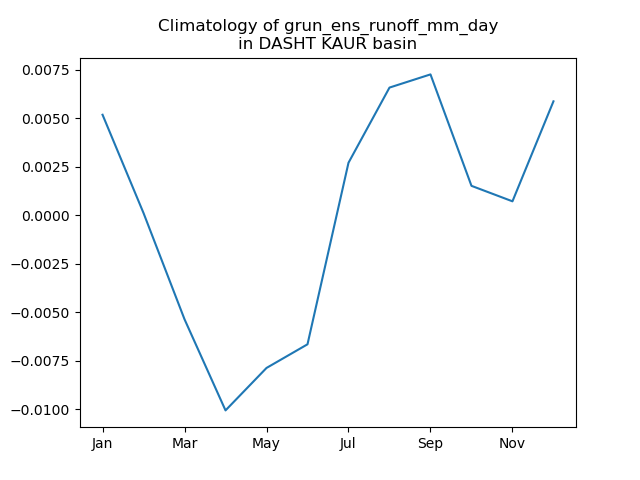 Climatology of grun_ens_runoff_mm_day
in DASHT KAUR basin
0.0075
0.0050
0.0025
0.0000
−0.0025
−0.0050
−0.0075
−0.0100
Jan Mar May Jul Sep Nov